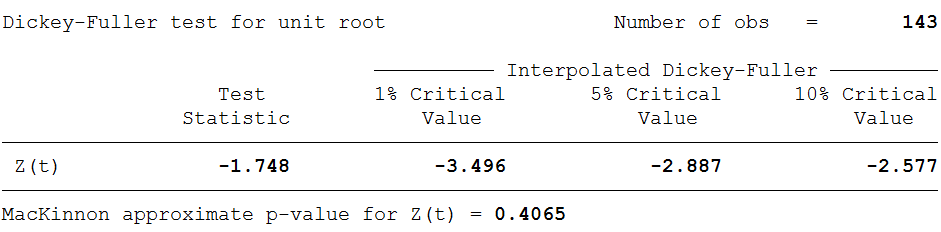 Dickey-Fuller test for unit root Number of obs = 143
Interpolated Dickey-Fuller
Test 1% Critical 5% Critical 10% Critical
Statistic Value Value Value
Z(t) -1.748 -3.496 -2.887 -2.577
MacKinnon approximate p-value for Z(t) = 0.4065